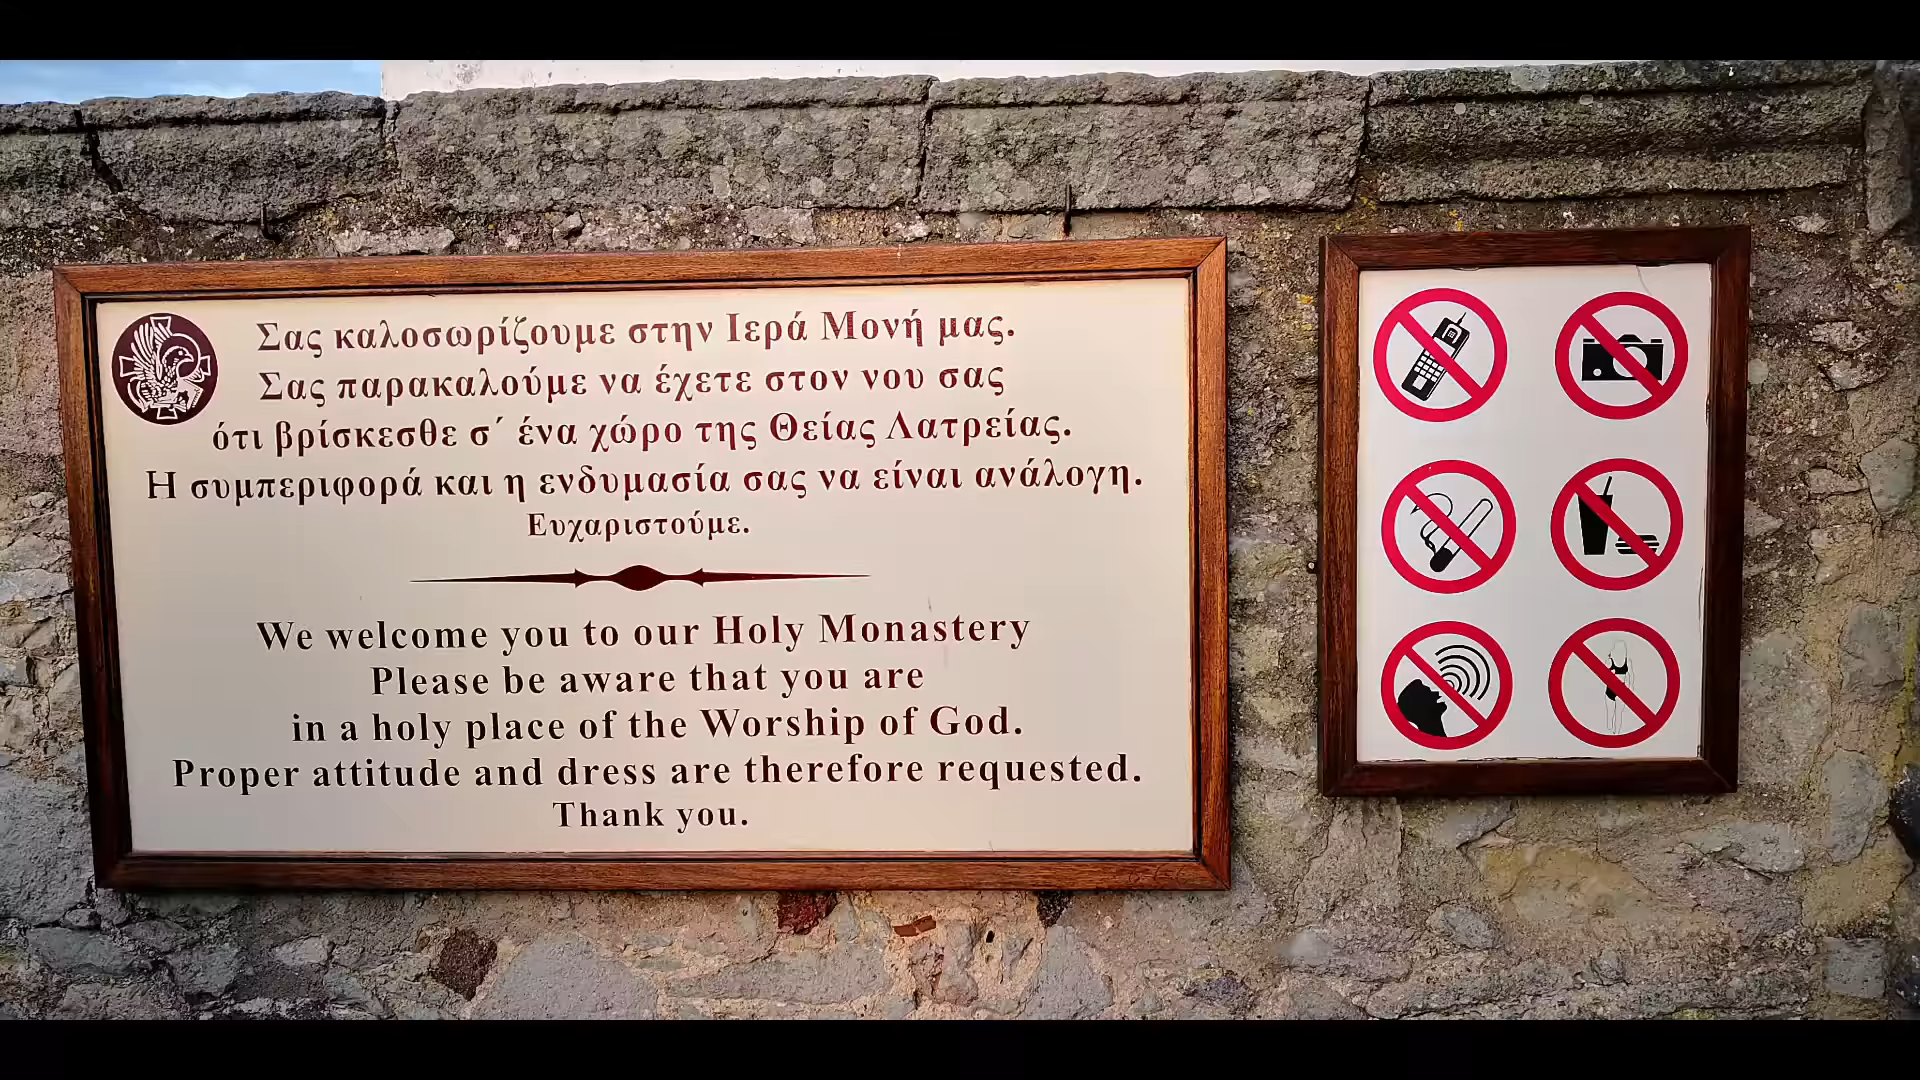 Σας καλοσωρίζουμε στην Ιερά Μονή μας.
Σας παρακαλούμε να έχετε στον νου σας
ότι βρίσκεσθε σ΄ ένα χώρο της Θείας Λατρείας.
Η συμπεριφορά και η ενδυμασία σας να είναι ανάλογη.
Ευχαριστούμε.
We welcome you to our Holy Monastery
Please be aware that you are
in a holy place of the Worship of God.
Proper attitude and dress are therefore requested.
Thank you.